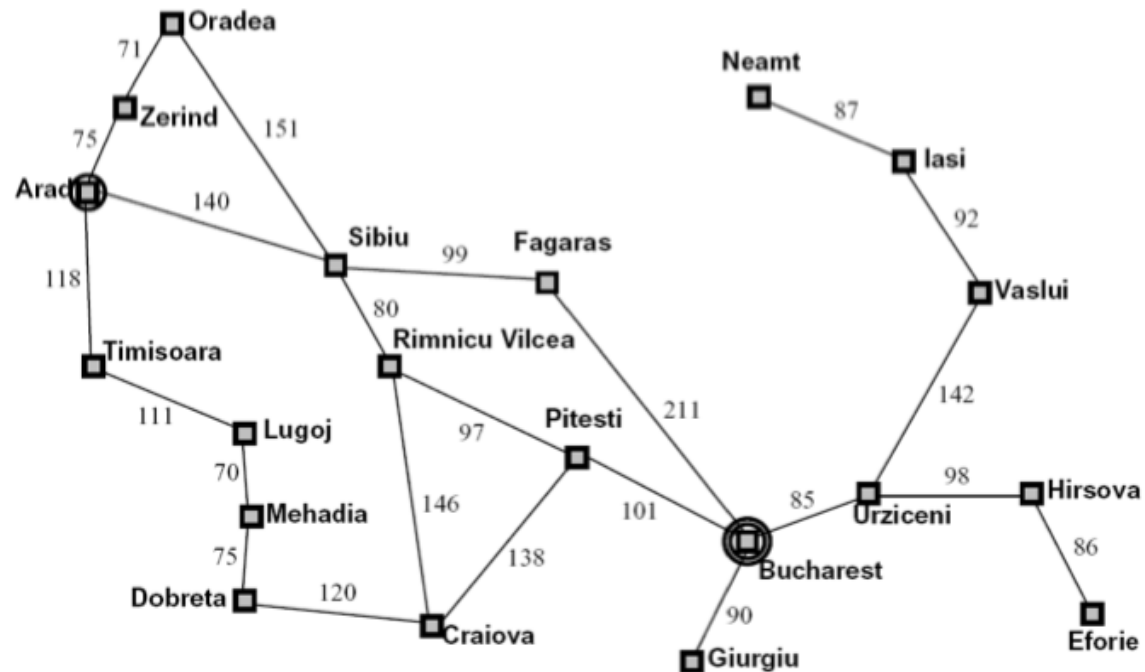 Oradea
71
Neamt
87
Zerind
151
75
Iasi
Arad
140
92
Sibiu
Fagaras
99
118
Vaslui
80
Timisoara
Rimnicu Vilcea
142
211
111
Pitesti
Lugoj
97
70
98
Hirsova
146
85
Urziceni
Mehadia
101
86
75
138
Bucharest
120
Dobreta
90
Craiova
Eforie
Giurgiu